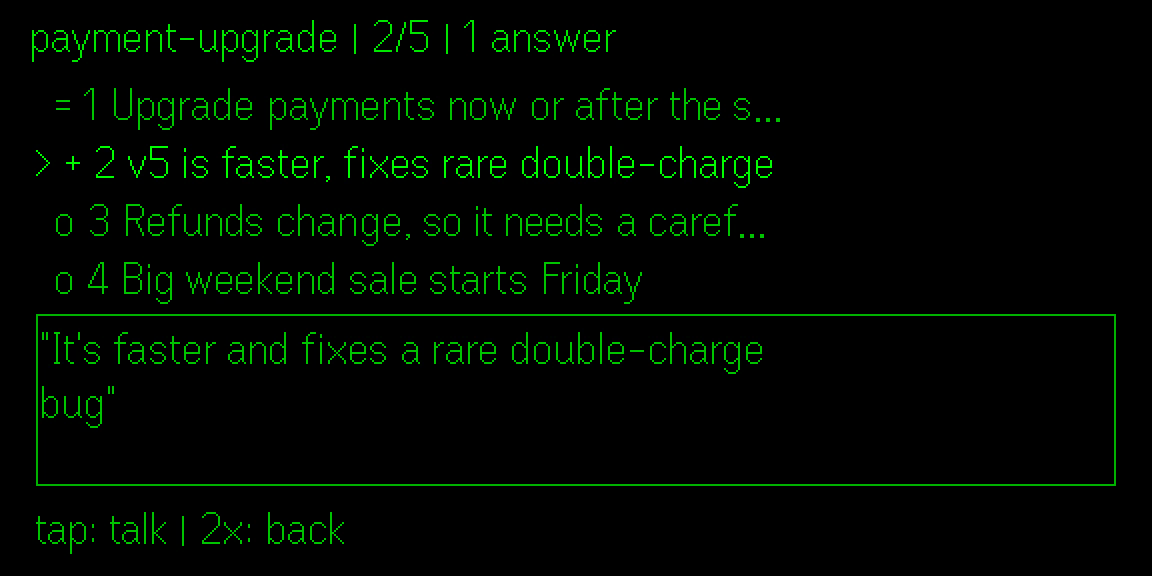 payment-upgrade | 2/5 | 1 answer
= 1 Upgrade payments now or after the s...
> + 2 v5 is faster, fixes rare double-charge
o 3 Refunds change, so it needs a caref...
o 4 Big weekend sale starts Friday
"It's faster and fixes a rare double-charge
bug"
tap: talk | 2x: back